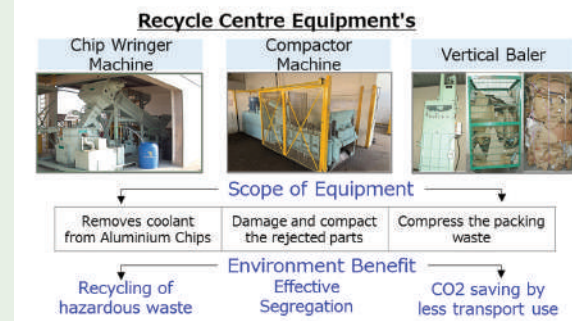 Recycle Centre Equipment's
Chip Wringer
Machine
Compactor
Machine
Vertical Baler
Scope of Equipment
Removes coolant
from Aluminium Chips
Damage and compact
the rejected parts
Compress the packing
waste
Environment Benefit
Recycling of
hazardous waste
Effective
Segregation
CO2 saving by
less transport use